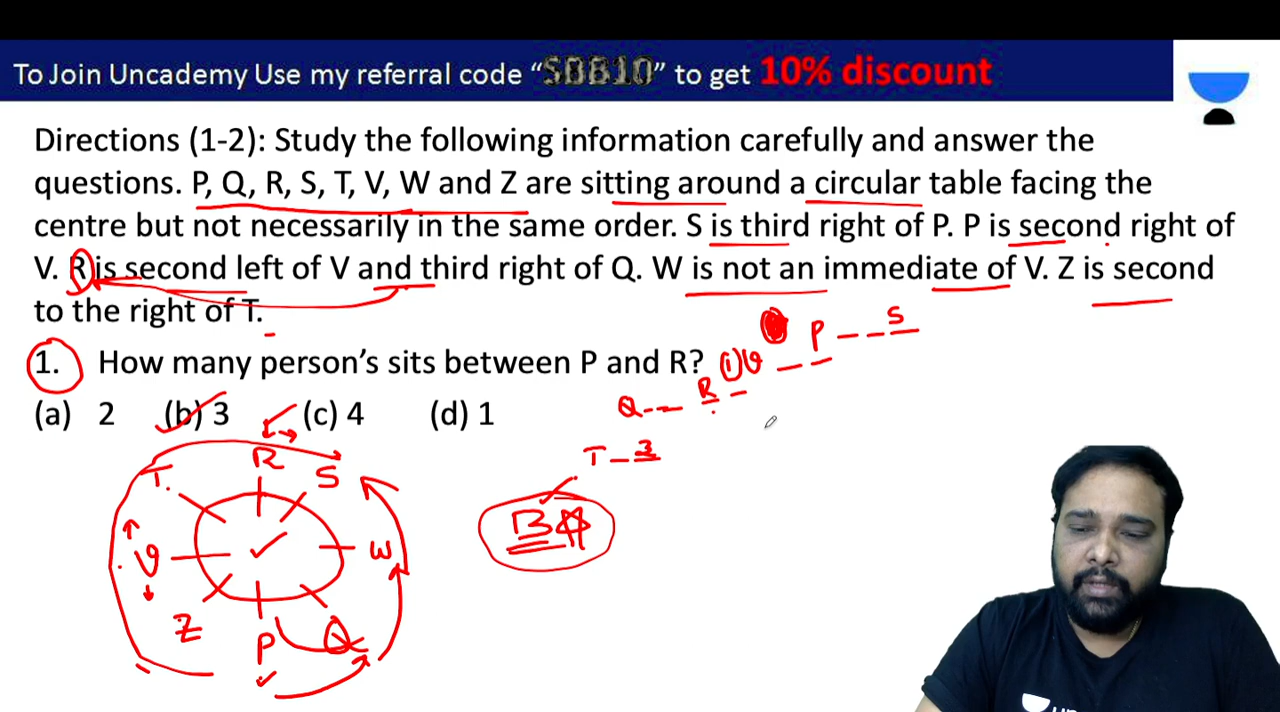 To Join Uncademy Use my referral code “SBB10” to get 10% discount
Directions (1-2): Study the following information carefully and answer the
questions. P, Q, R, S, T, V, W and Z are sitting around a circular table facing the
centre but not necessarily in the same order. S is third right of P. P is second right of
V. R is second left of V and third right of Q. W is not an immediate of V. Z is second
to the right of T.
1. How many person's sits between P and R?
(a) 2 (b) 3 (c) 4 (d) 1
P S
V
Q R
T
R
T S
V W
Z Q
P